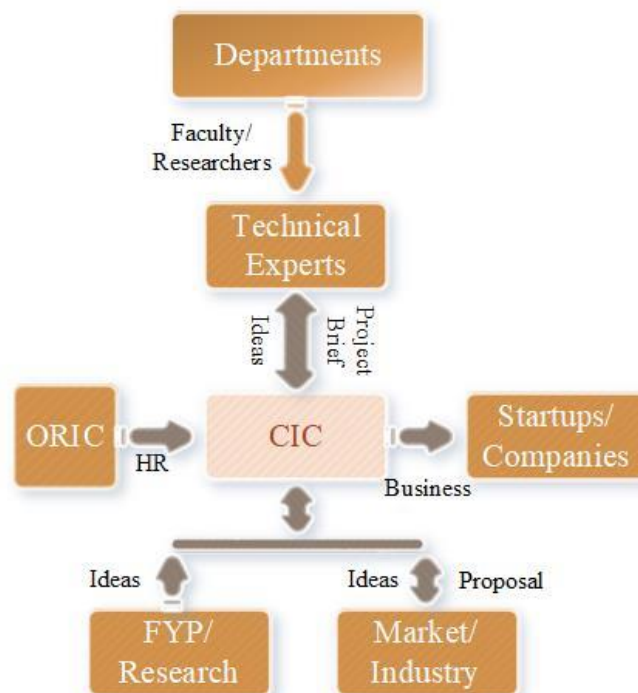 Departments
Faculty/
Researchers
Technical
Experts
Ideas
Project
Brief
ORIC
HR
CIC
Business
Startups/
Companies
Ideas
Ideas
Proposal
FYP/
Research
Market/
Industry